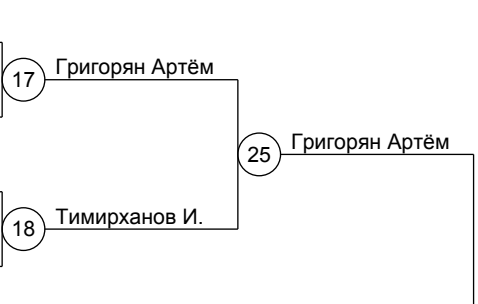 17 Григорян Артём
25 Григорян Артём
18 Тимирханов И.